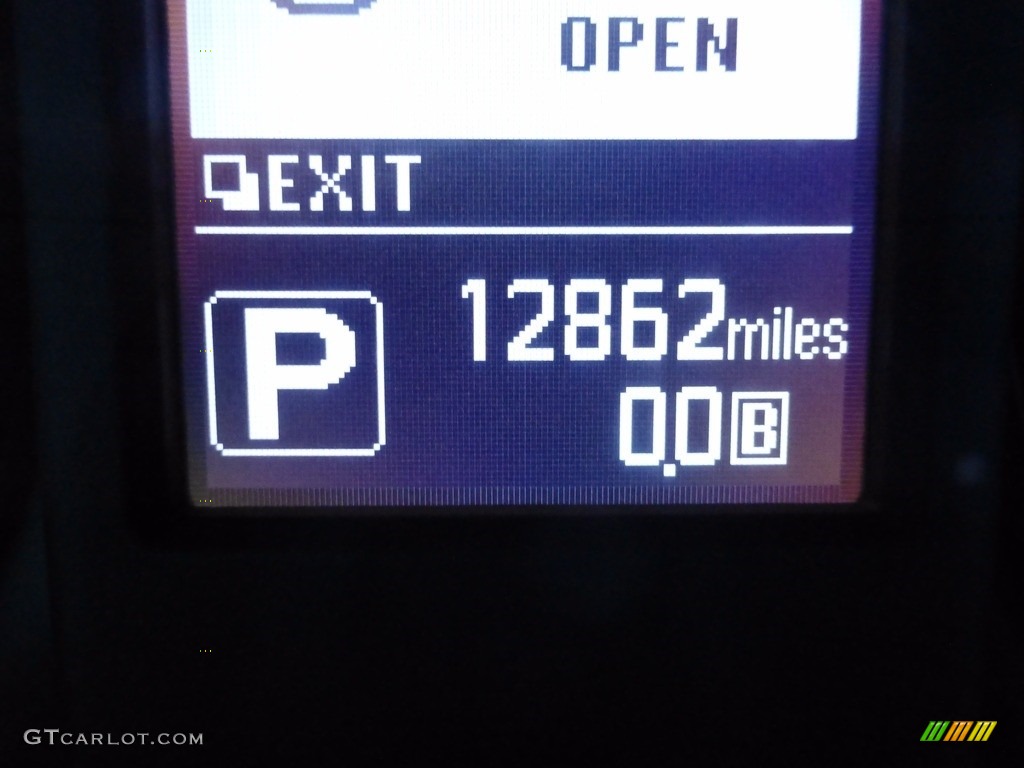 OPEN
EXIT
P
12862miles
0.0 B
GTCARLOT.COM